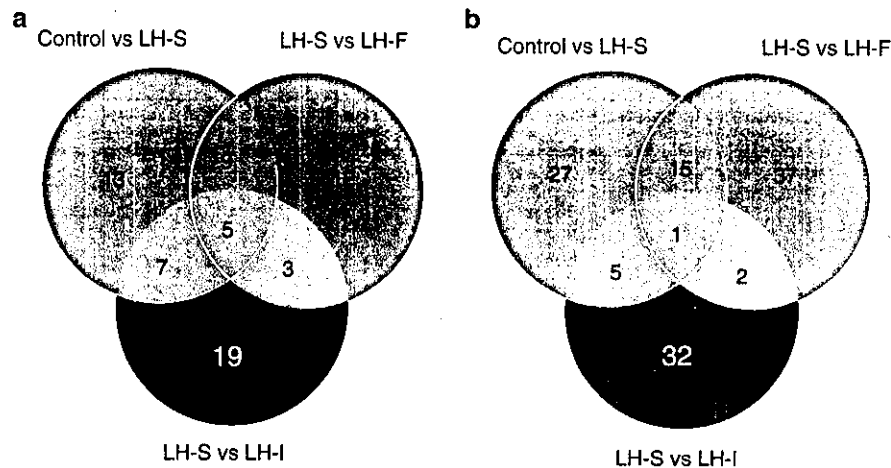 a
Control vs LH-S
LH-S vs LH-F
5
7
3
19
LH-S vs LH-I
b
Control vs LH-S
LH-S vs LH-F
27
15
37
1
5
2
32
LH-S vs LH-I